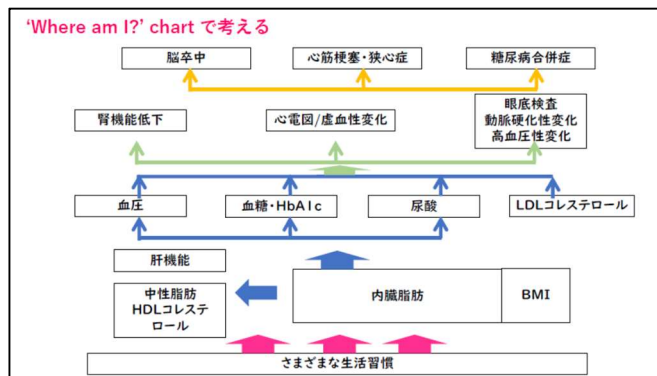 ‘Where am I?’ chart で考える
脳卒中
心筋梗塞・狭心症
糖尿病合併症
腎機能低下
心電図/虚血性変化
眼底検査
動脈硬化性変化
高血圧性変化
血圧
血糖・HbA1c
尿酸
LDLコレステロール
肝機能
中性脂肪
HDLコレステ
ロール
内臓脂肪
BMI
さまざまな生活習慣